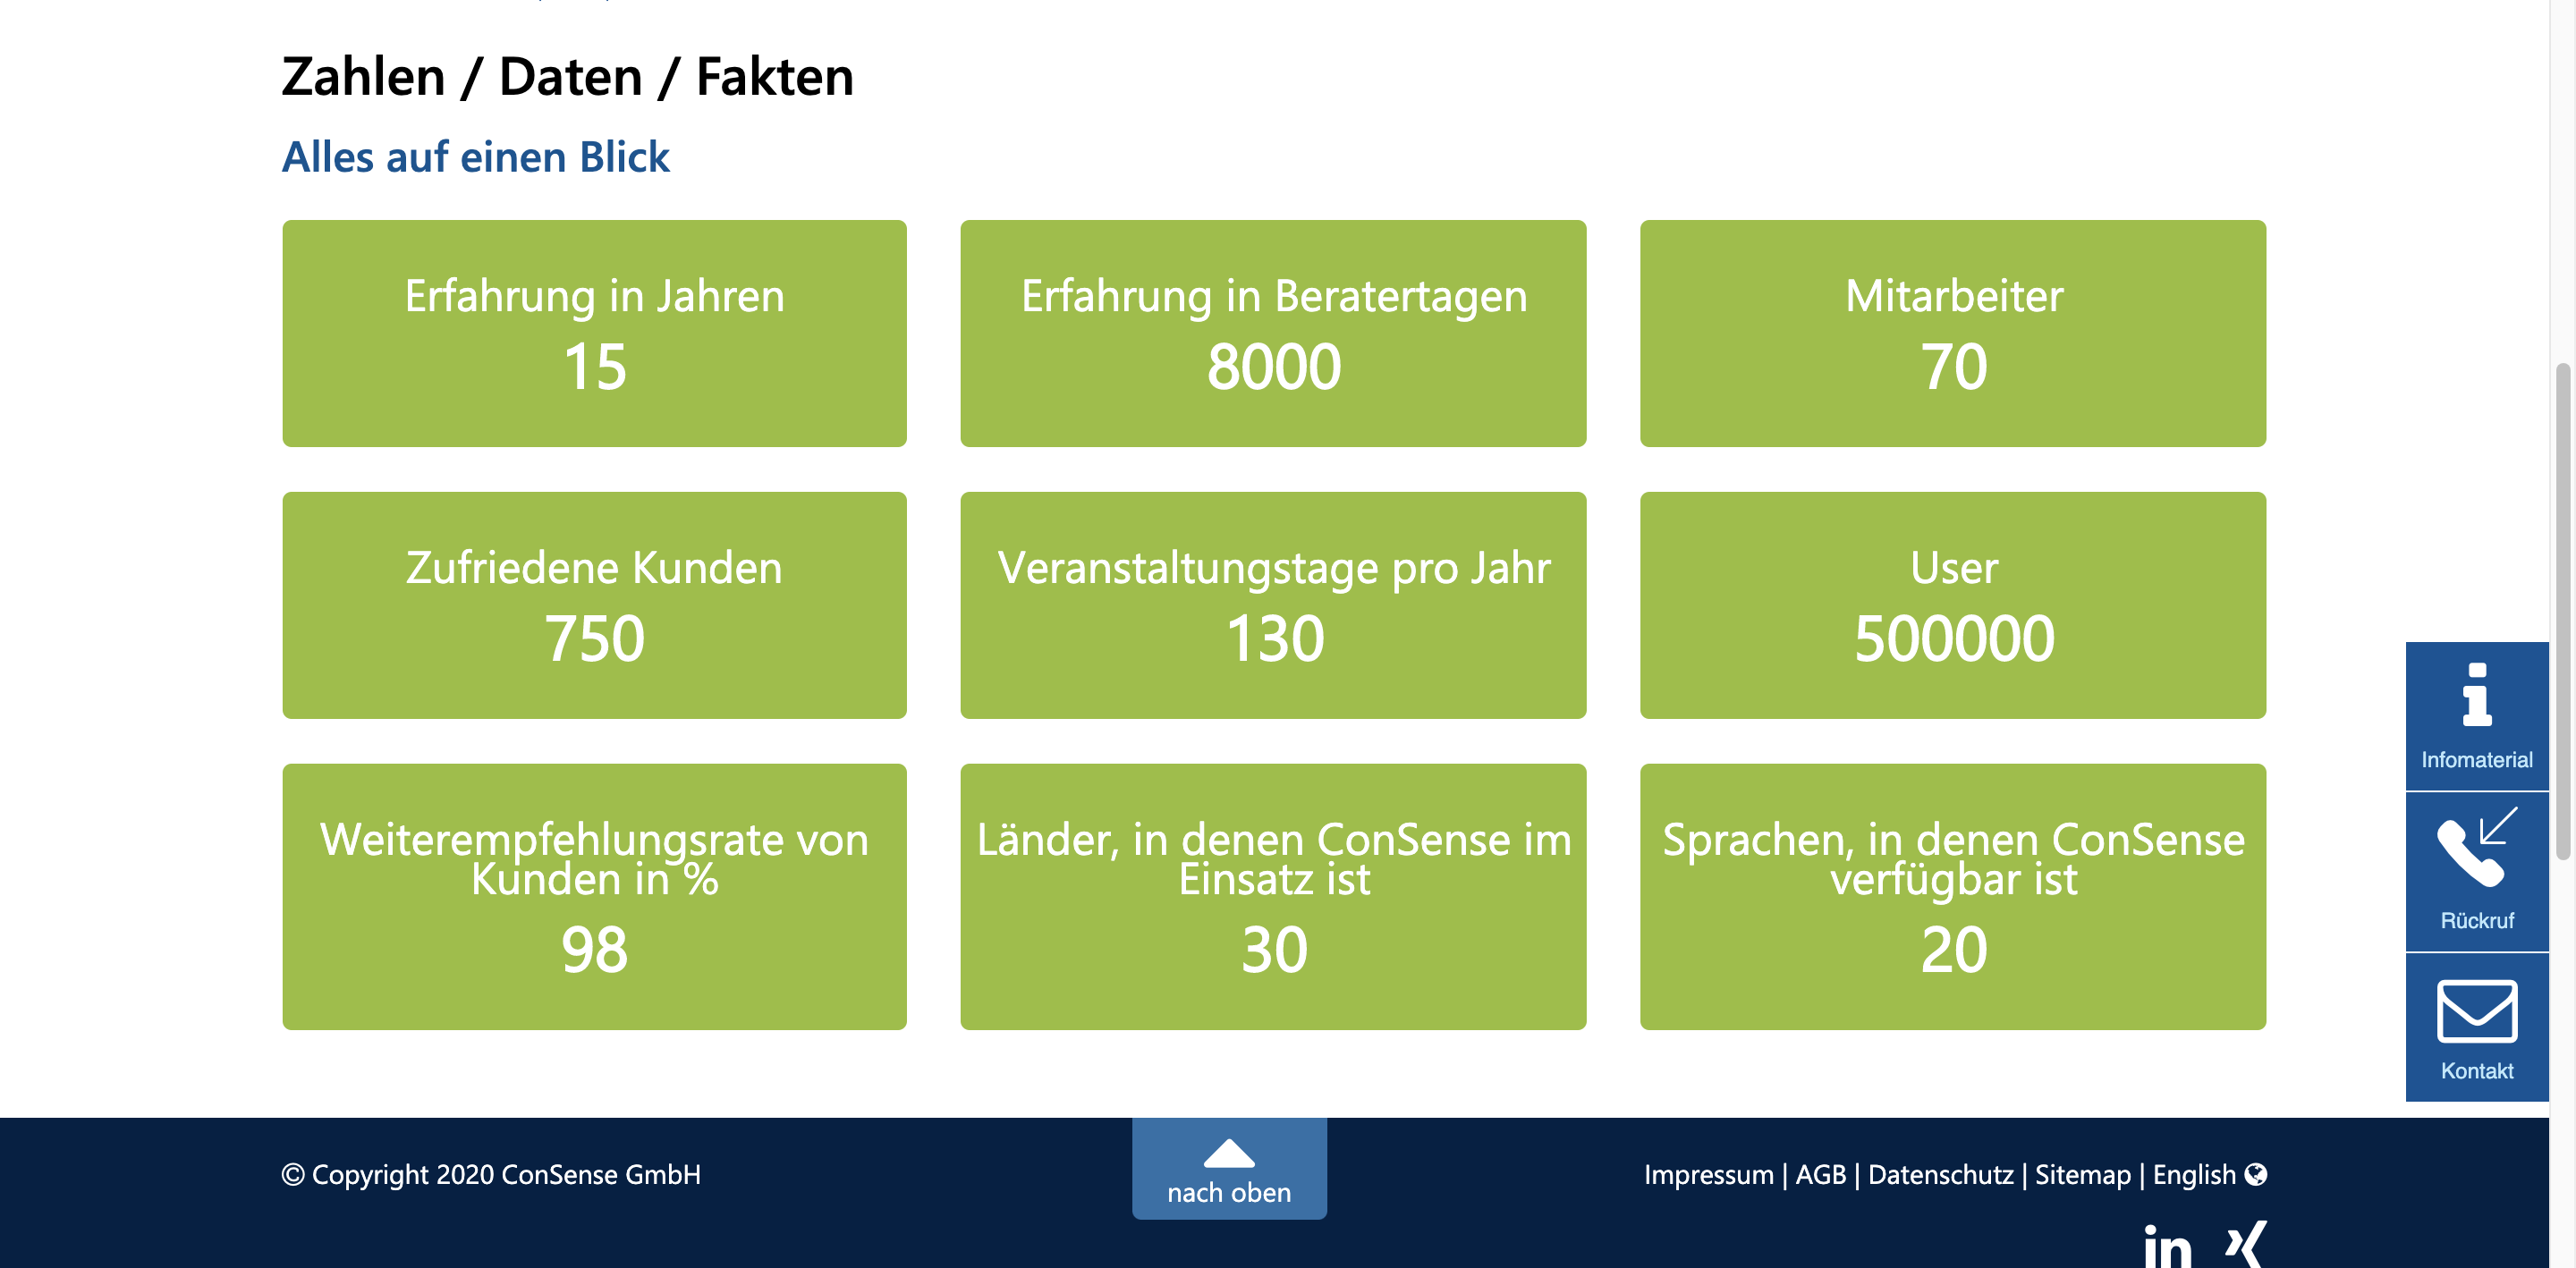 Zahlen / Daten / Fakten
Alles auf einen Blick
Erfahrung in Jahren
15
Erfahrung in Beratertagen
8000
Mitarbeiter
70
Zufriedene Kunden
750
Veranstaltungstage pro Jahr
130
User
500000
Weiterempfehlungsrate von
Kunden in %
98
Länder, in denen ConSense im
Einsatz ist
30
Sprachen, in denen ConSense
verfügbar ist
20
Infomaterial
Rückruf
Kontakt
© Copyright 2020 ConSense GmbH
nach oben
Impressum | AGB | Datenschutz | Sitemap | English
in